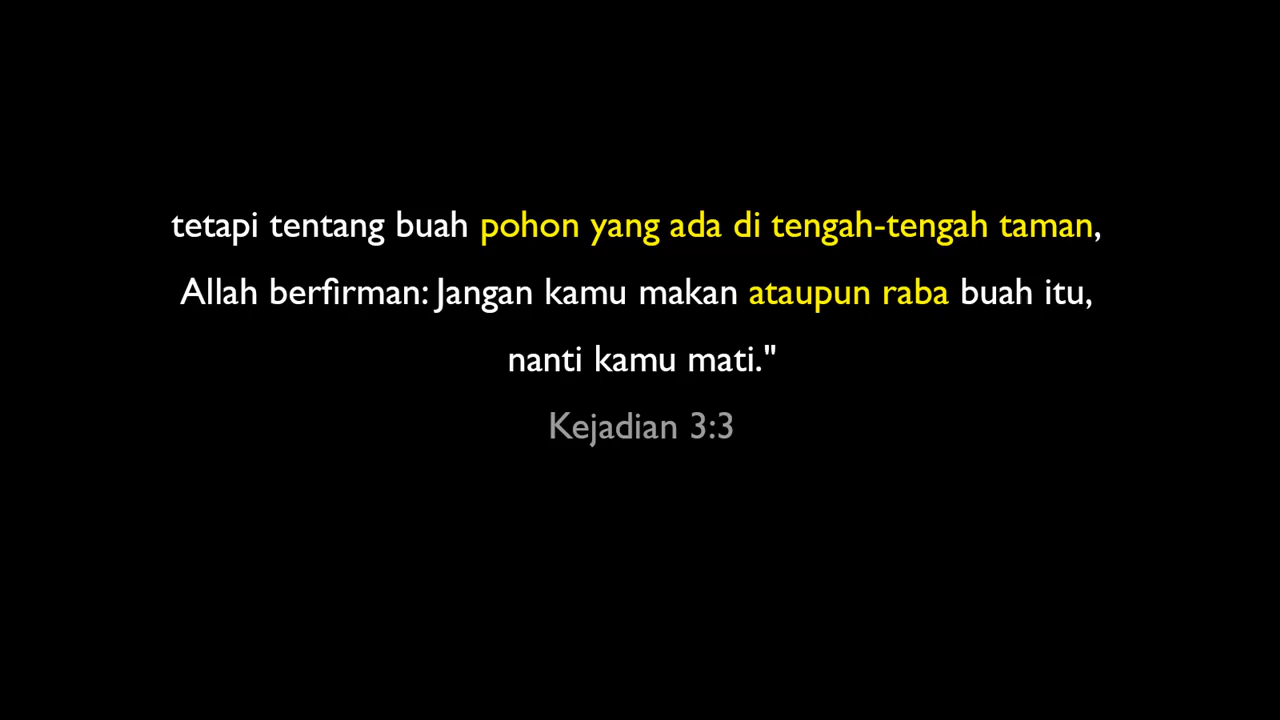 tetapi tentang buah pohon yang ada di tengah-tengah taman,
Allah berfirman: Jangan kamu makan ataupun raba buah itu,
nanti kamu mati."
Kejadian 3:3